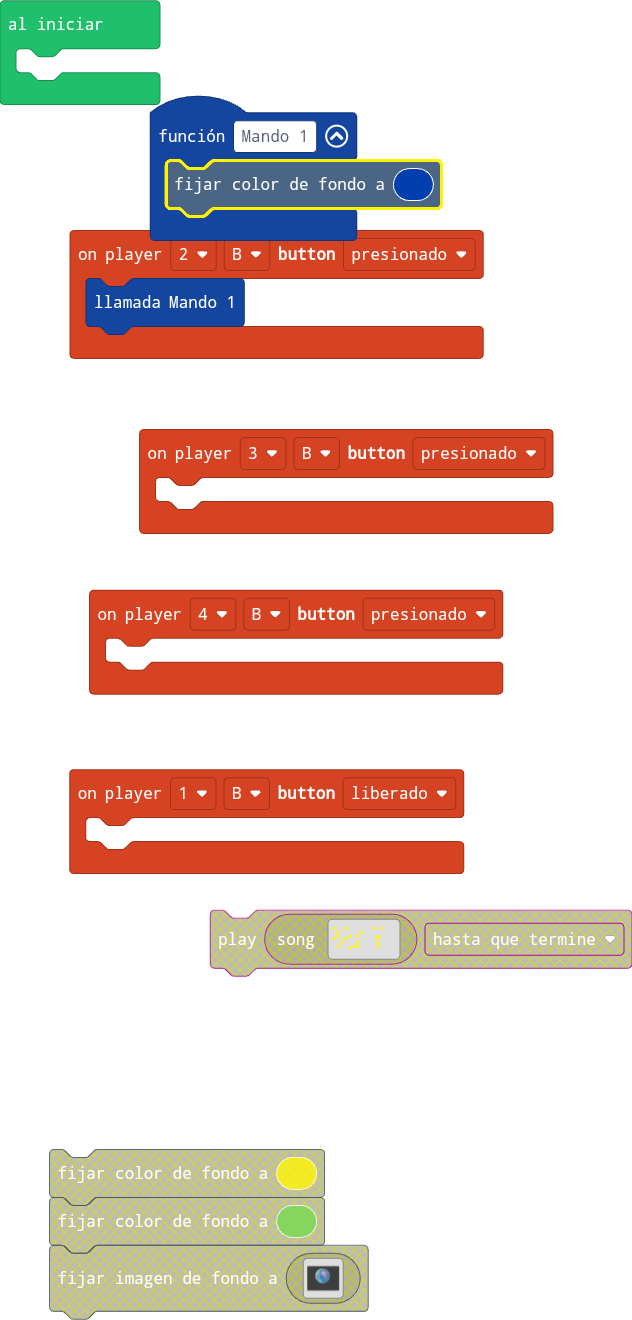 al iniciar
función Mando 1
fijar color de fondo a
on player 2 B button presionado
llamada Mando 1
on player 3 B button presionado
on player 4 B button presionado
on player 1 B button liberado
play song hasta que termine
fijar color de fondo a
fijar color de fondo a
fijar imagen de fondo a